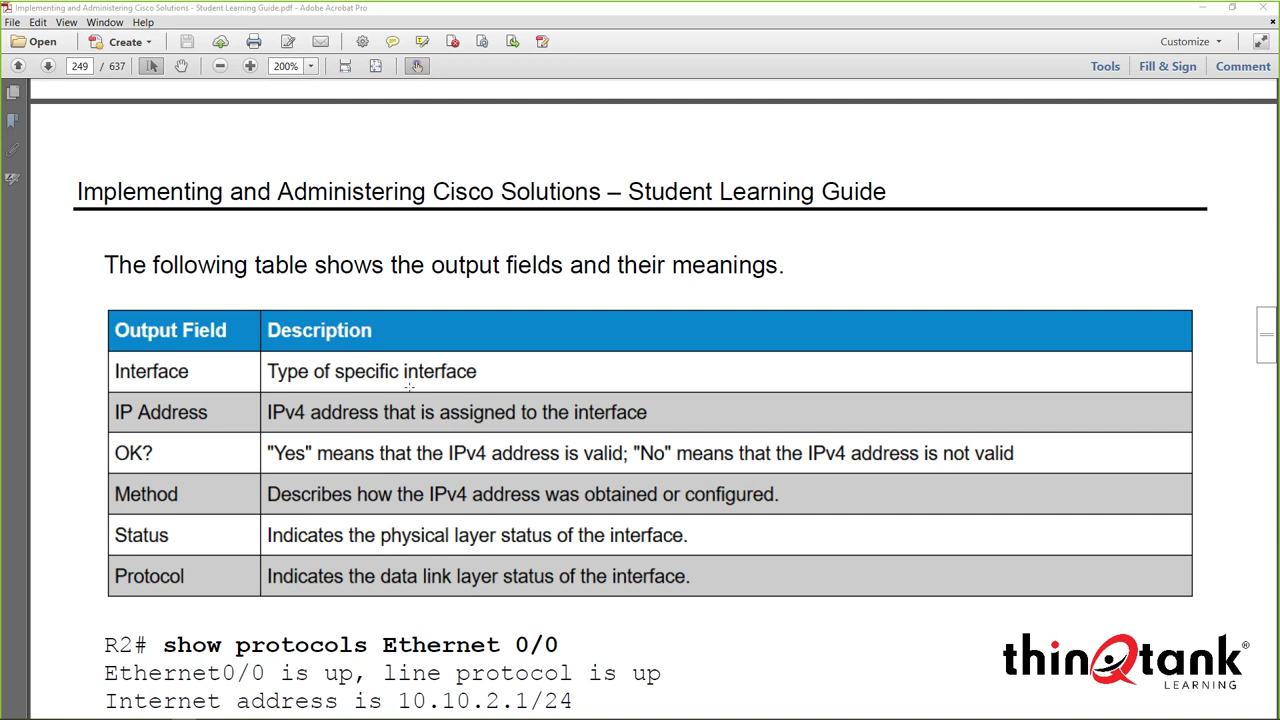 Implementing and Administering Cisco Solutions - Student Learning Guide.pdf - Adobe Acrobat Pro
File Edit View Window Help
Open Create Customize
249 / 637 200% Tools Fill & Sign Comment
Implementing and Administering Cisco Solutions – Student Learning Guide
The following table shows the output fields and their meanings.
Output Field Description
Interface Type of specific interface
IP Address IPv4 address that is assigned to the interface
OK? "Yes" means that the IPv4 address is valid; "No" means that the IPv4 address is not valid
Method Describes how the IPv4 address was obtained or configured.
Status Indicates the physical layer status of the interface.
Protocol Indicates the data link layer status of the interface.
R2# show protocols Ethernet 0/0
Ethernet0/0 is up, line protocol is up
Internet address is 10.10.2.1/24
thinQtank®
LEARNING